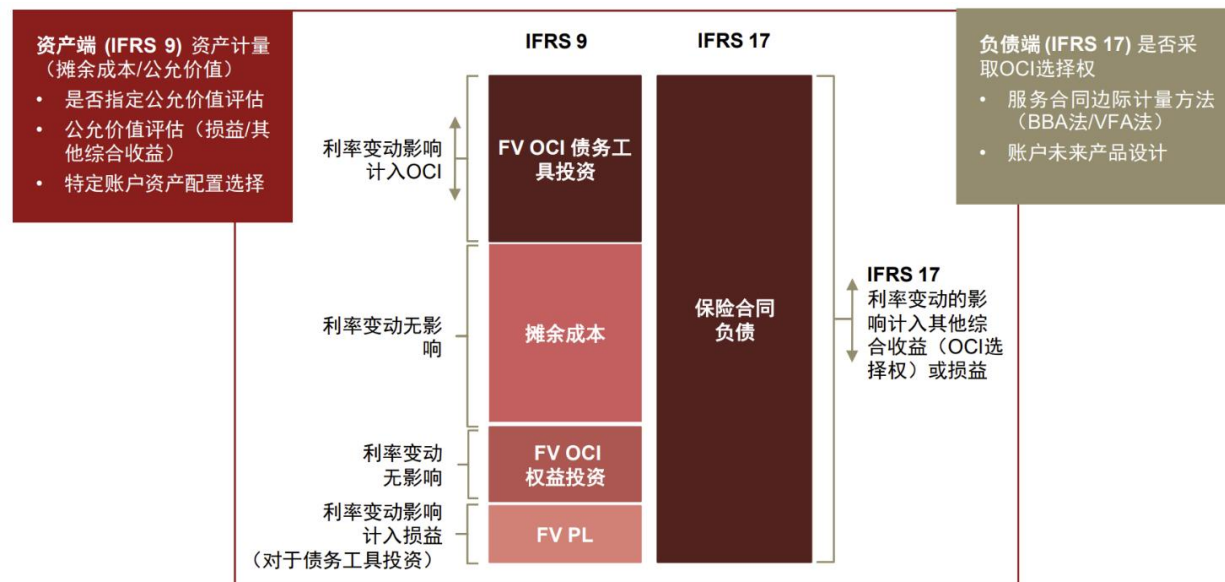 资产端 (IFRS 9) 资产计量
（摊余成本/公允价值）
• 是否指定公允价值评估
• 公允价值评估（损益/其
他综合收益）
• 特定账户资产配置选择
IFRS 9
IFRS 17
负债端 (IFRS 17) 是否采
取OCI选择权
• 服务合同边际计量方法
（BBA法/VFA法）
• 账户未来产品设计
利率变动影响
计入OCI
FV OCI 债务工
具投资
利率变动无影
响
摊余成本
保险合同
负债
IFRS 17
利率变动的影
响计入其他综
合收益（OCI选
择权）或损益
利率变动
无影响
FV OCI
权益投资
利率变动影响
计入损益
（对于债务工具投资）
FV PL